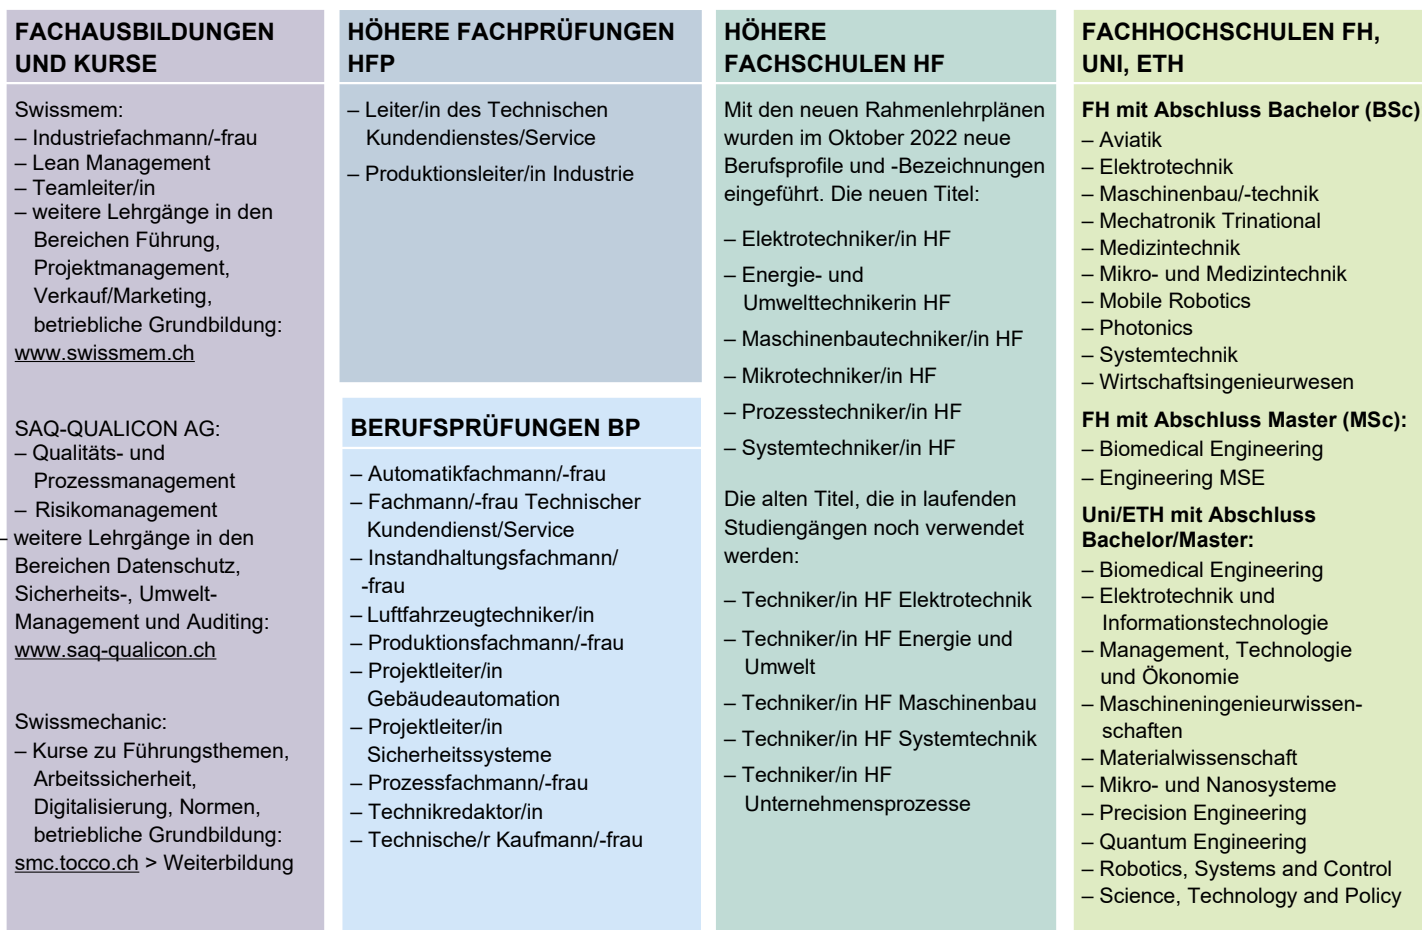 FACHAUSBILDUNGEN
UND KURSE
Swissmem:
– Industriefachmann/-frau
– Lean Management
– Teamleiter/in
– weitere Lehrgänge in den
Bereichen Führung,
Projektmanagement,
Verkauf/Marketing,
betriebliche Grundbildung:
www.swissmem.ch
SAQ-QUALICON AG:
– Qualitäts- und
Prozessmanagement
– Risikomanagement
– weitere Lehrgänge in den
Bereichen Datenschutz,
Sicherheits-, Umwelt-
Management und Auditing:
www.saq-qualicon.ch
Swissmechanic:
– Kurse zu Führungsthemen,
Arbeitssicherheit,
Digitalisierung, Normen,
betriebliche Grundbildung:
smc.tocco.ch > Weiterbildung
HÖHERE FACHPRÜFUNGEN
HFP
– Leiter/in des Technischen
Kundendienstes/Service
– Produktionsleiter/in Industrie
BERUFSPRÜFUNGEN BP
– Automatikfachmann/-frau
– Fachmann/-frau Technischer
Kundendienst/Service
– Instandhaltungsfachmann/
-frau
– Luftfahrzeugtechniker/in
– Produktionsfachmann/-frau
– Projektleiter/in
Gebäudeautomation
– Projektleiter/in
Sicherheitssysteme
– Prozessfachmann/-frau
– Technikredaktor/in
– Technische/r Kaufmann/-frau
HÖHERE
FACHSCHULEN HF
Mit den neuen Rahmenlehrplänen
wurden im Oktober 2022 neue
Berufsprofile und -Bezeichnungen
eingeführt. Die neuen Titel:
– Elektrotechniker/in HF
– Energie- und
Umwelttechnikerin HF
– Maschinenbautechniker/in HF
– Mikrotechniker/in HF
– Prozesstechniker/in HF
– Systemtechniker/in HF
Die alten Titel, die in laufenden
Studiengängen noch verwendet
werden:
– Techniker/in HF Elektrotechnik
– Techniker/in HF Energie und
Umwelt
– Techniker/in HF Maschinenbau
– Techniker/in HF Systemtechnik
– Techniker/in HF
Unternehmensprozesse
FACHHOCHSCHULEN FH,
UNI, ETH
FH mit Abschluss Bachelor (BSc)
– Aviatik
– Elektrotechnik
– Maschinenbau/-technik
– Mechatronik Trinational
– Medizintechnik
– Mikro- und Medizintechnik
– Mobile Robotics
– Photonics
– Systemtechnik
– Wirtschaftsingenieurwesen
FH mit Abschluss Master (MSc):
– Biomedical Engineering
– Engineering MSE
Uni/ETH mit Abschluss
Bachelor/Master:
– Biomedical Engineering
– Elektrotechnik und
Informationstechnologie
– Management, Technologie
und Ökonomie
– Maschineningenieurwissen-
schaften
– Materialwissenschaft
– Mikro- und Nanosysteme
– Precision Engineering
– Quantum Engineering
– Robotics, Systems and Control
– Science, Technology and Policy